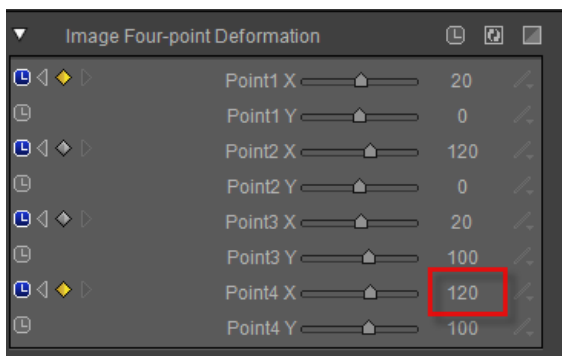 Image Four-point Deformation
Point1 X 20
Point1 Y 0
Point2 X 120
Point2 Y 0
Point3 X 20
Point3 Y 100
Point4 X 120
Point4 Y 100